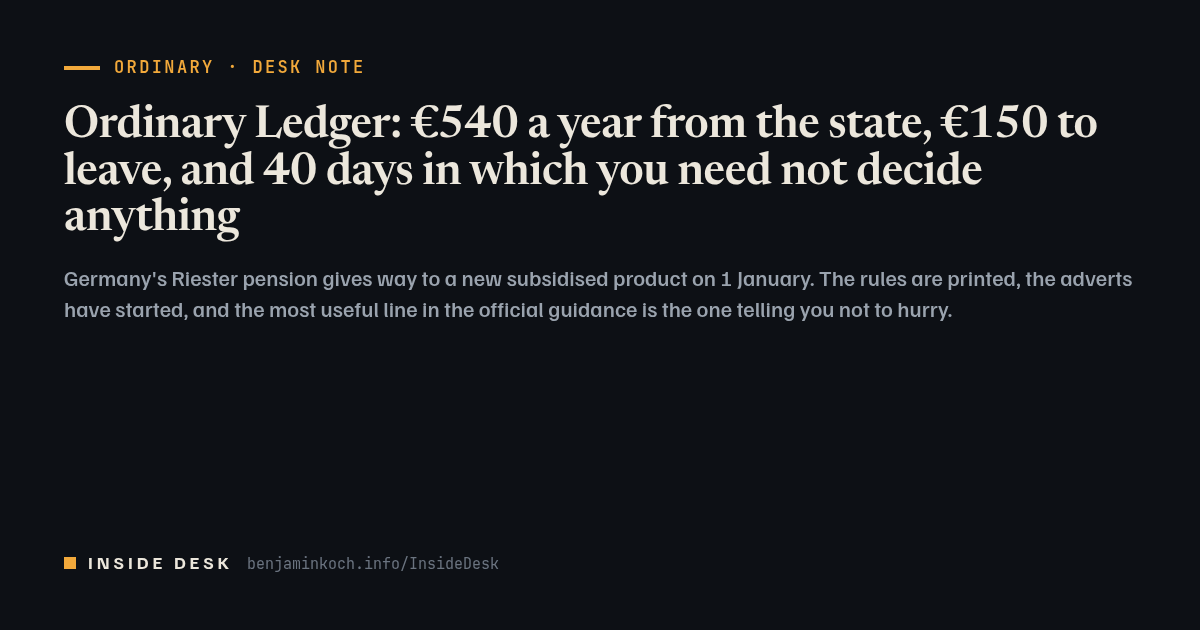 ORDINARY · DESK NOTE
Ordinary Ledger: €540 a year from the state, €150 to
leave, and 40 days in which you need not decide
anything
Germany's Riester pension gives way to a new subsidised product on 1 January. The rules are printed, the adverts
have started, and the most useful line in the official guidance is the one telling you not to hurry.
INSIDE DESK benjaminkoch.info/InsideDesk